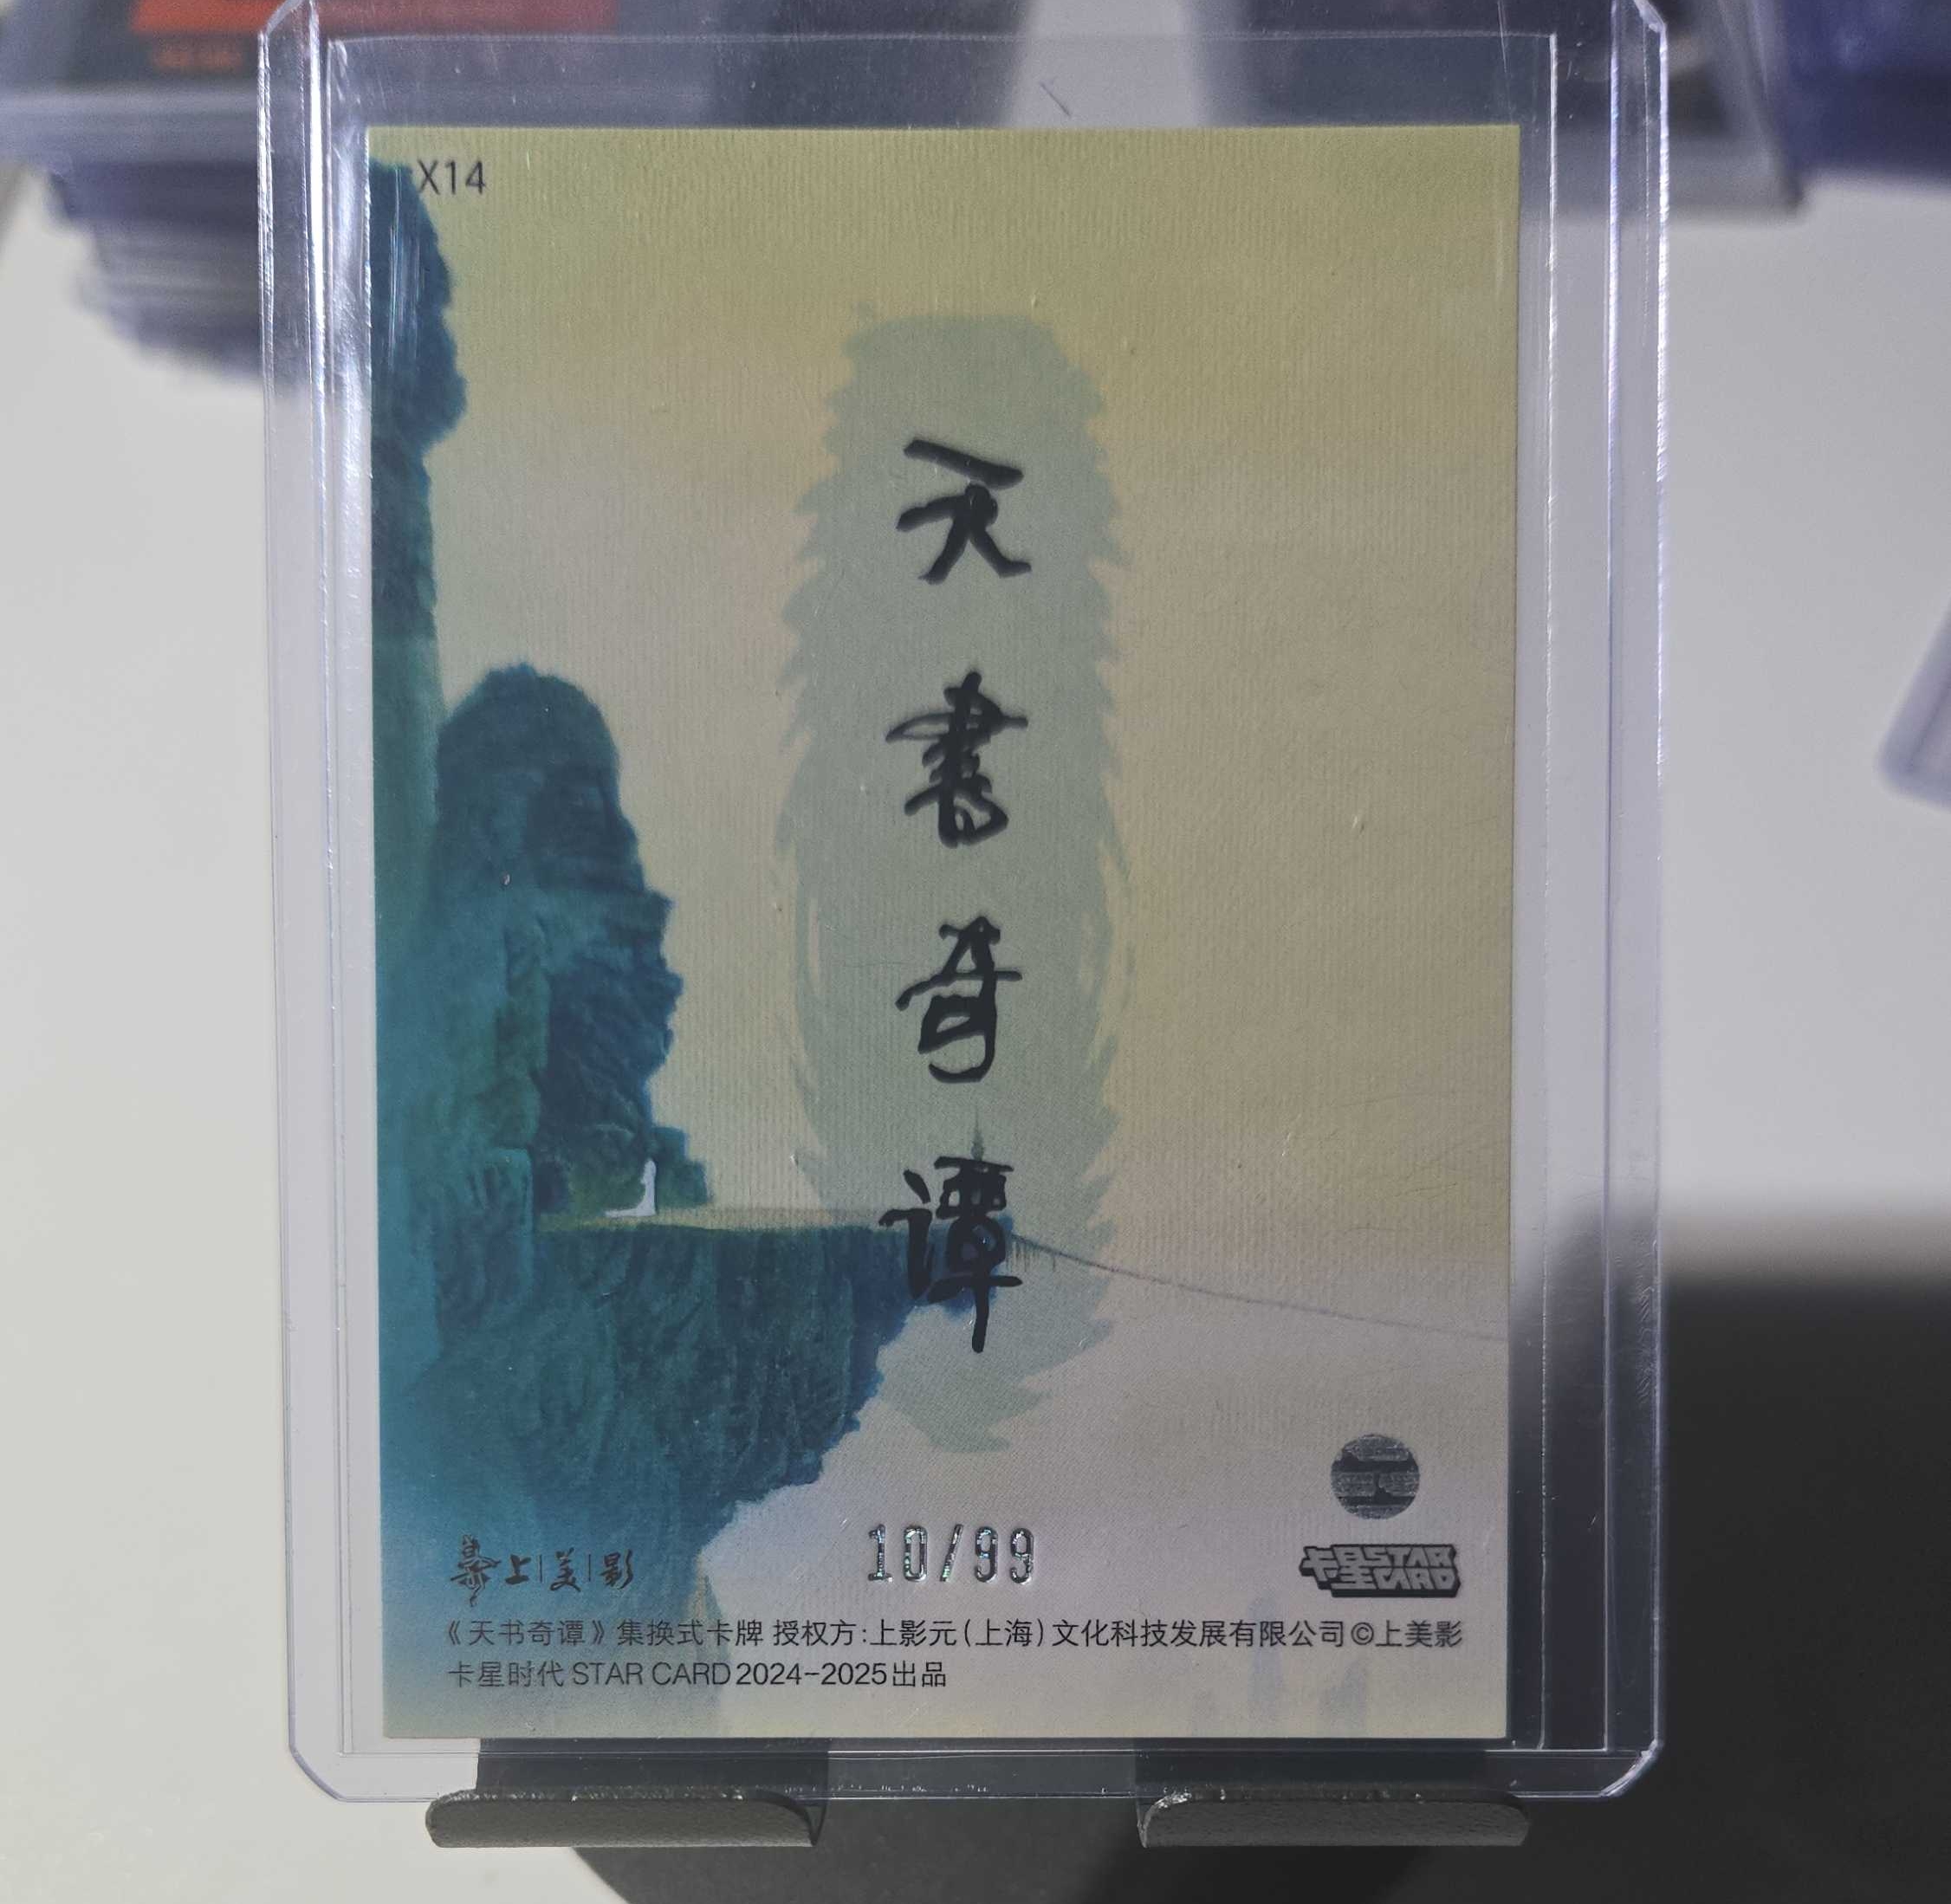 X14
天
書
奇
谭
10/99
上|美|影
卡星 STAR CARD
《天书奇谭》集换式卡牌 授权方:上影元(上海)文化科技发展有限公司©上美影
卡星时代 STAR CARD 2024-2025出品